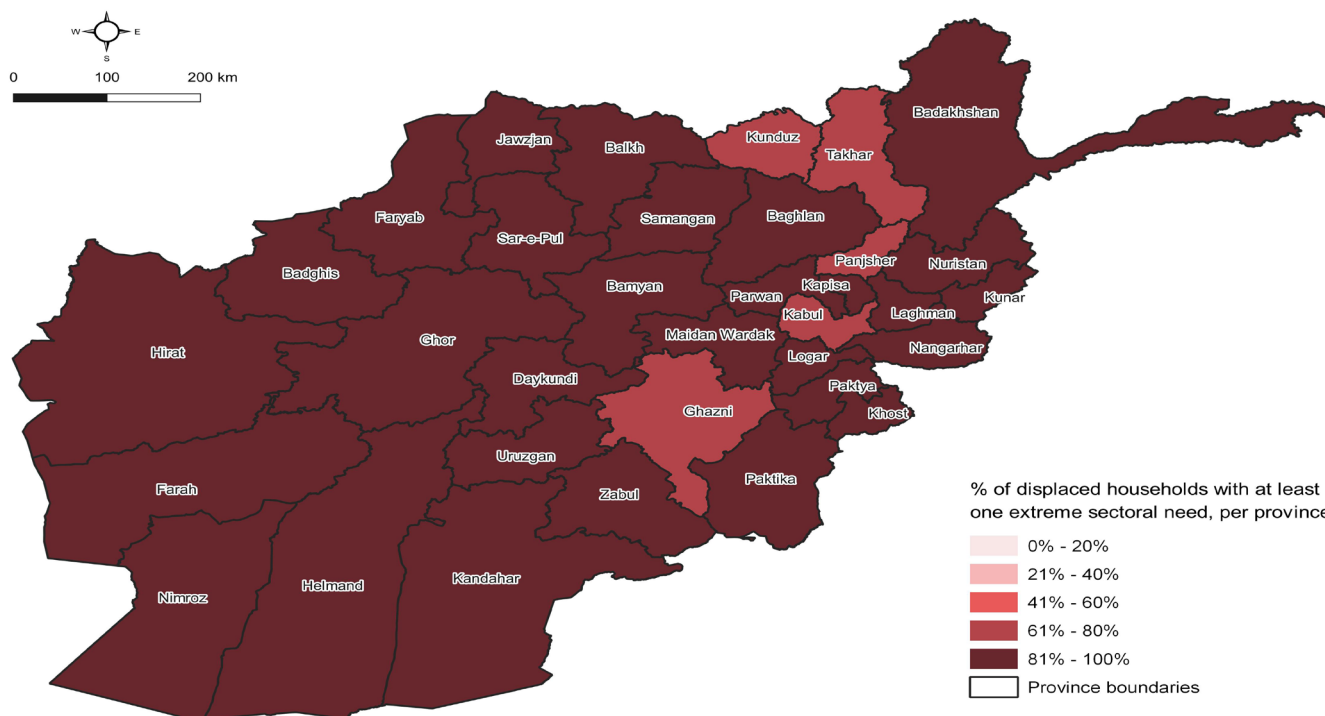 N
W E
S
0 100 200 km
Badakhshan
Kunduz
Jawzjan
Balkh
Takhar
Faryab
Samangan
Baghlan
Sar-e-Pul
Panjsher
Nuristan
Badghis
Bamyan
Parwan
Kapisa
Kunar
Kabul
Laghman
Maidan Wardak
Ghor
Hirat
Nangarhar
Logar
Daykundi
Paktya
Ghazni
Khost
Uruzgan
Farah
Zabul
Paktika
Kandahar
Helmand
Nimroz
% of displaced households with at least
one extreme sectoral need, per province
0% - 20%
21% - 40%
41% - 60%
61% - 80%
81% - 100%
Province boundaries